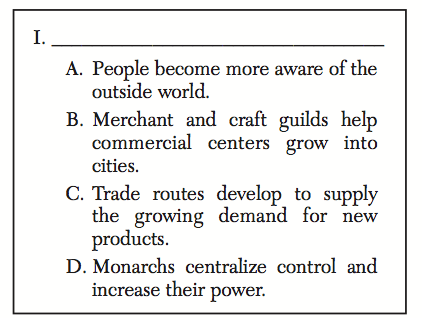 I. ______________________________
A. People become more aware of the
outside world.
B. Merchant and craft guilds help
commercial centers grow into
cities.
C. Trade routes develop to supply
the growing demand for new
products.
D. Monarchs centralize control and
increase their power.